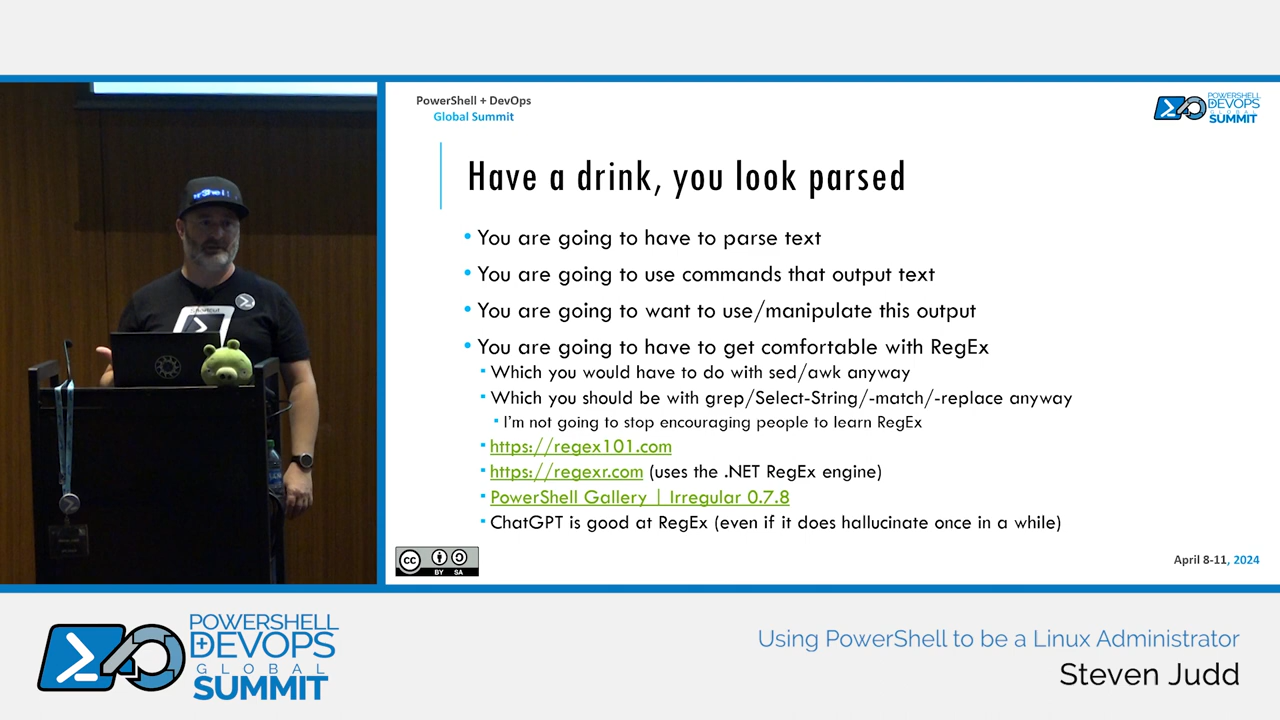 PowerShell + DevOps
Global Summit
POWERSHELL
DEVOPS
GLOBAL
SUMMIT
Have a drink, you look parsed
• You are going to have to parse text
• You are going to use commands that output text
• You are going to want to use/manipulate this output
• You are going to have to get comfortable with RegEx
▪ Which you would have to do with sed/awk anyway
▪ Which you should be with grep/Select-String/-match/-replace anyway
▪ I'm not going to stop encouraging people to learn RegEx
▪ https://regex101.com
▪ https://regexr.com (uses the .NET RegEx engine)
▪ PowerShell Gallery | Irregular 0.7.8
▪ ChatGPT is good at RegEx (even if it does hallucinate once in a while)
cc BY SA
April 8-11, 2024
POWERSHELL
DEVOPS
GLOBAL
SUMMIT
Using PowerShell to be a Linux Administrator
Steven Judd